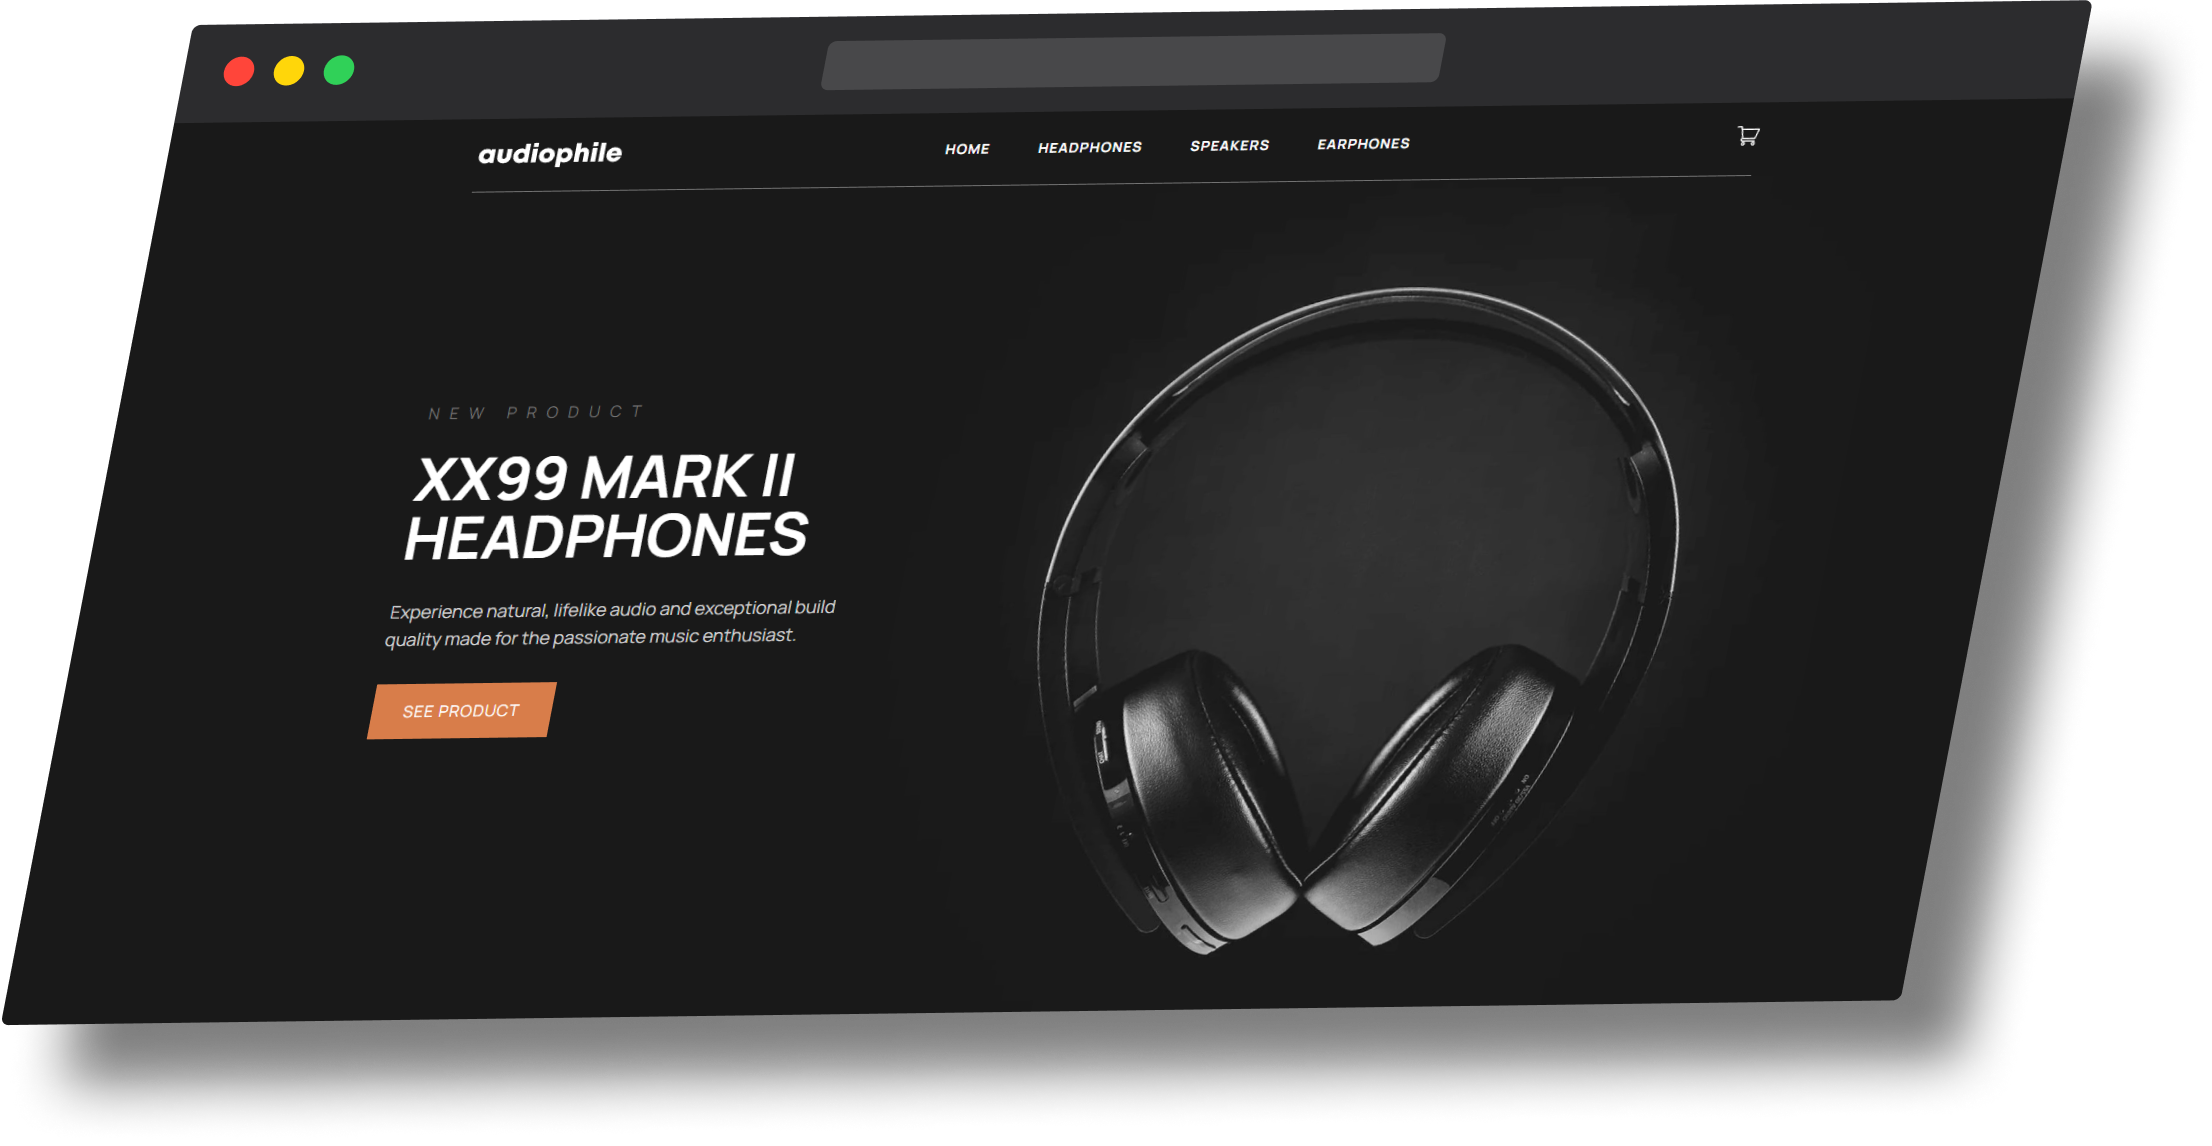 audiophile
HOME HEADPHONES SPEAKERS EARPHONES
NEW PRODUCT
XX99 MARK II
HEADPHONES
Experience natural, lifelike audio and exceptional build
quality made for the passionate music enthusiast.
SEE PRODUCT